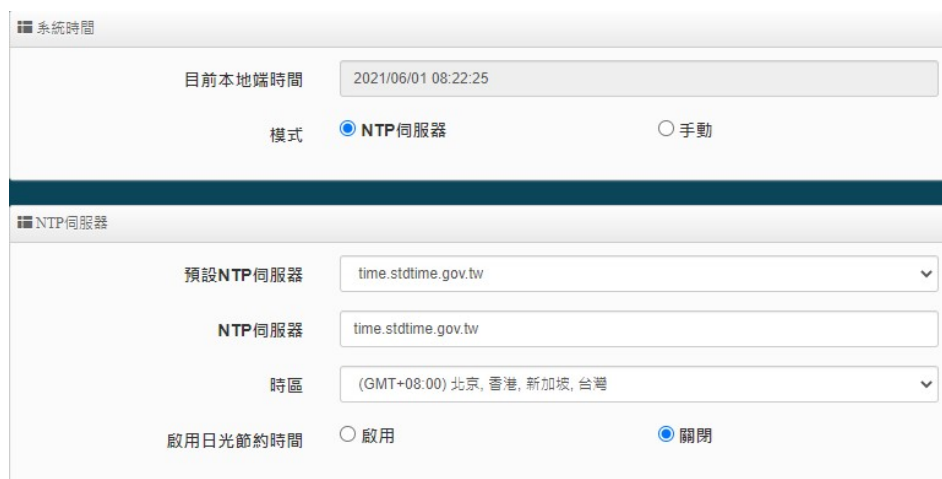 系統時間
目前本地端時間 2021/06/01 08:22:25
模式 NTP伺服器 手動
NTP伺服器
預設NTP伺服器 time.stdtime.gov.tw
NTP伺服器 time.stdtime.gov.tw
時區 (GMT+08:00) 北京, 香港, 新加坡, 台灣
啟用日光節約時間 啟用 關閉